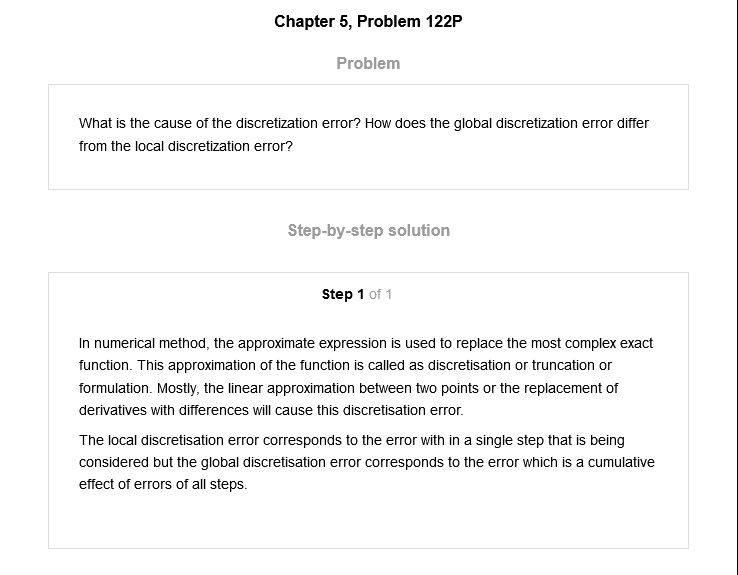 Chapter 5, Problem 122P
Problem
What is the cause of the discretization error? How does the global discretization error differ
from the local discretization error?
Step-by-step solution
Step 1 of 1
In numerical method, the approximate expression is used to replace the most complex exact
function. This approximation of the function is called as discretisation or truncation or
formulation. Mostly, the linear approximation between two points or the replacement of
derivatives with differences will cause this discretisation error.
The local discretisation error corresponds to the error with in a single step that is being
considered but the global discretisation error corresponds to the error which is a cumulative
effect of errors of all steps.